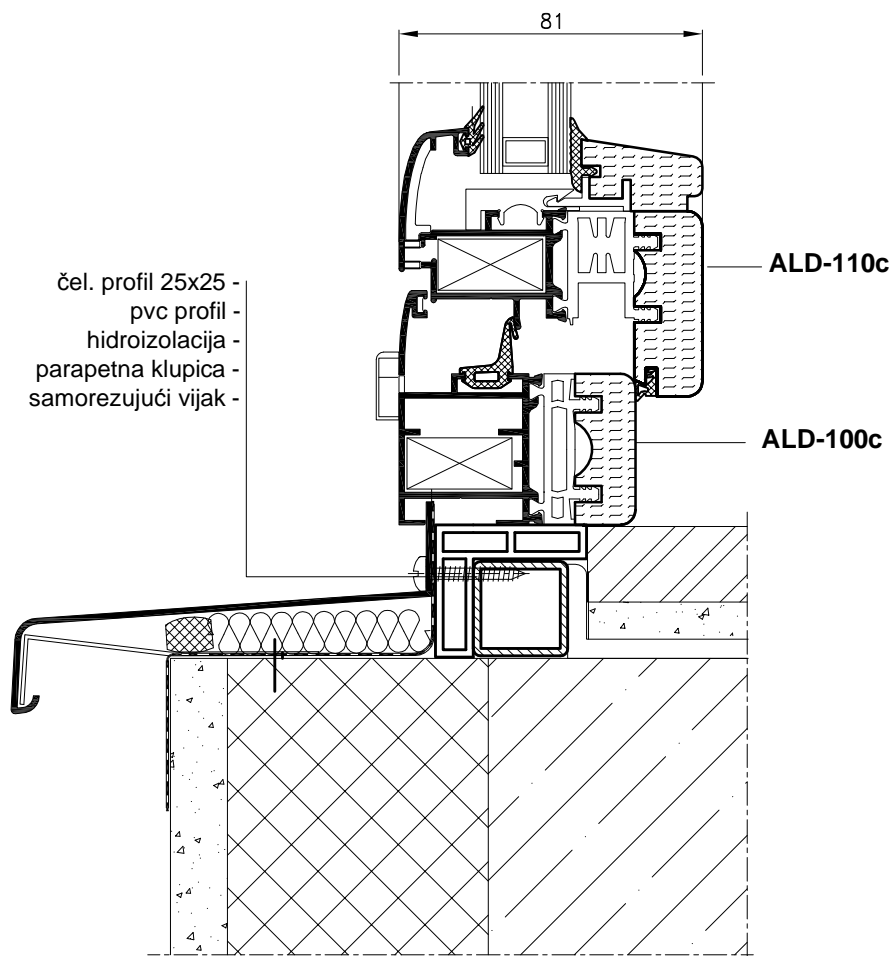 81
ALD-110c
čel. profil 25x25 -
pvc profil -
hidroizolacija -
parapetna klupica -
samorezujući vijak -
ALD-100c